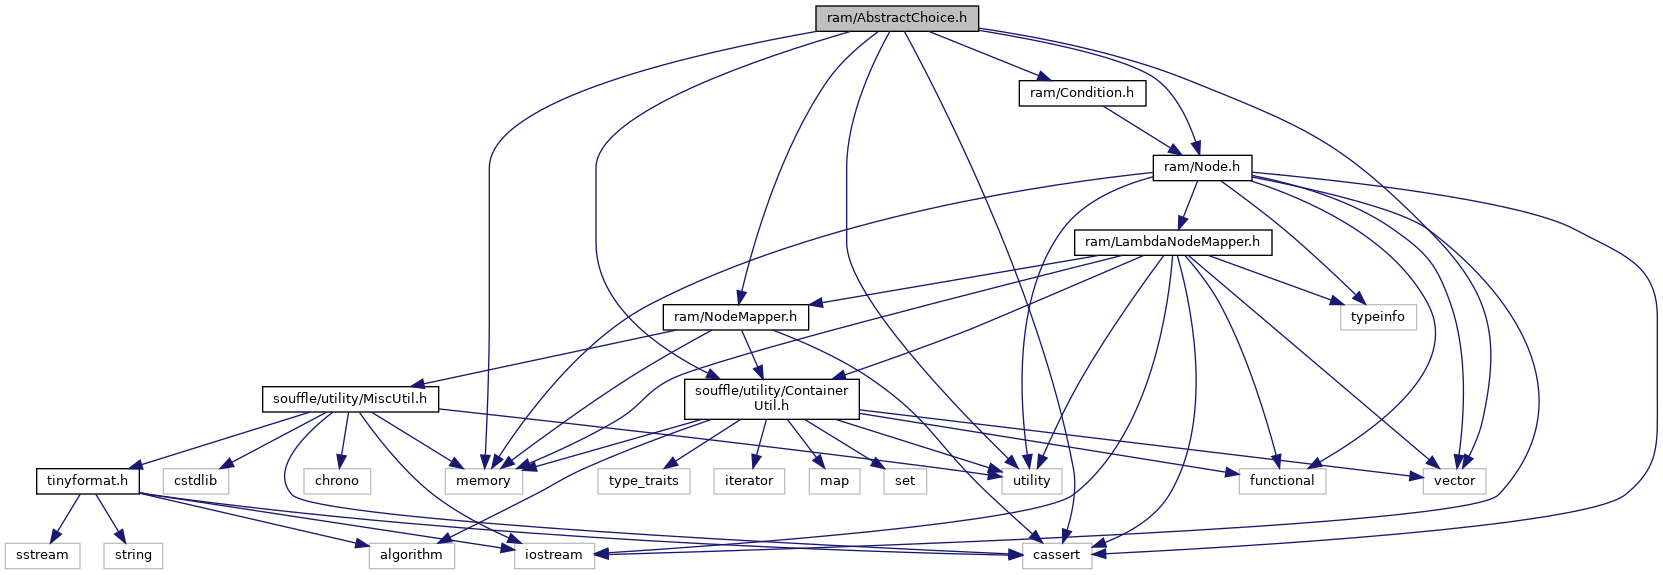 ram/AbstractChoice.h
ram/Condition.h
ram/Node.h
ram/LambdaNodeMapper.h
ram/NodeMapper.h
typeinfo
souffle/utility/MiscUtil.h
souffle/utility/Container
Util.h
tinyformat.h
cstdlib
chrono
memory
type_traits
iterator
map
set
utility
functional
vector
sstream
string
algorithm
iostream
cassert